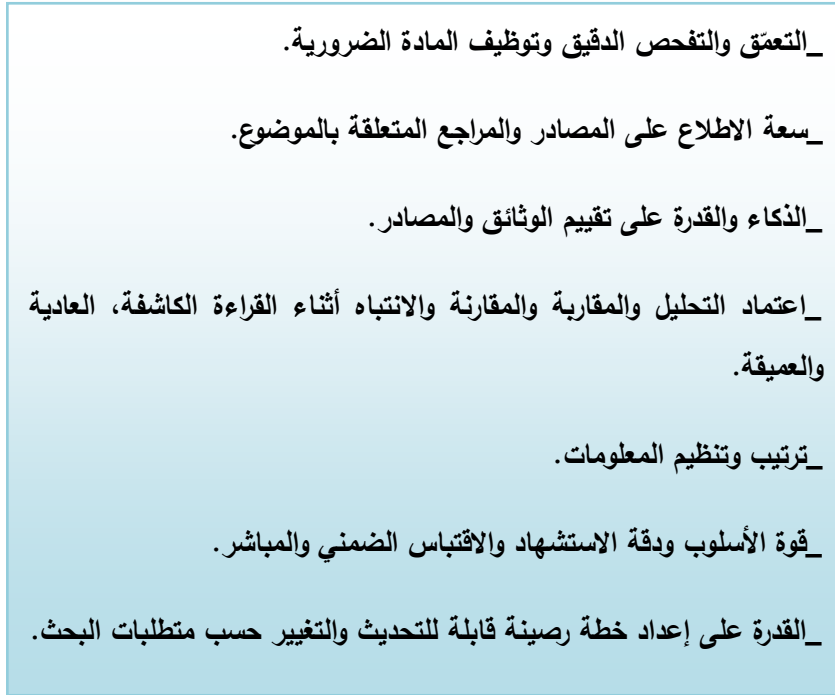 _التعمّق والتفحص الدقيق وتوظيف المادة الضرورية.
_سعة الاطلاع على المصادر والمراجع المتعلقة بالموضوع.
_الذكاء والقدرة على تقييم الوثائق والمصادر.
_اعتماد التحليل والمقاربة والمقارنة والانتباه أثناء القراءة الكاشفة، العادية
والعميقة.
_ترتيب وتنظيم المعلومات.
_قوة الأسلوب ودقة الاستشهاد والاقتباس الضمني والمباشر.
_القدرة على إعداد خطة رصينة قابلة للتحديث والتغيير حسب متطلبات البحث.